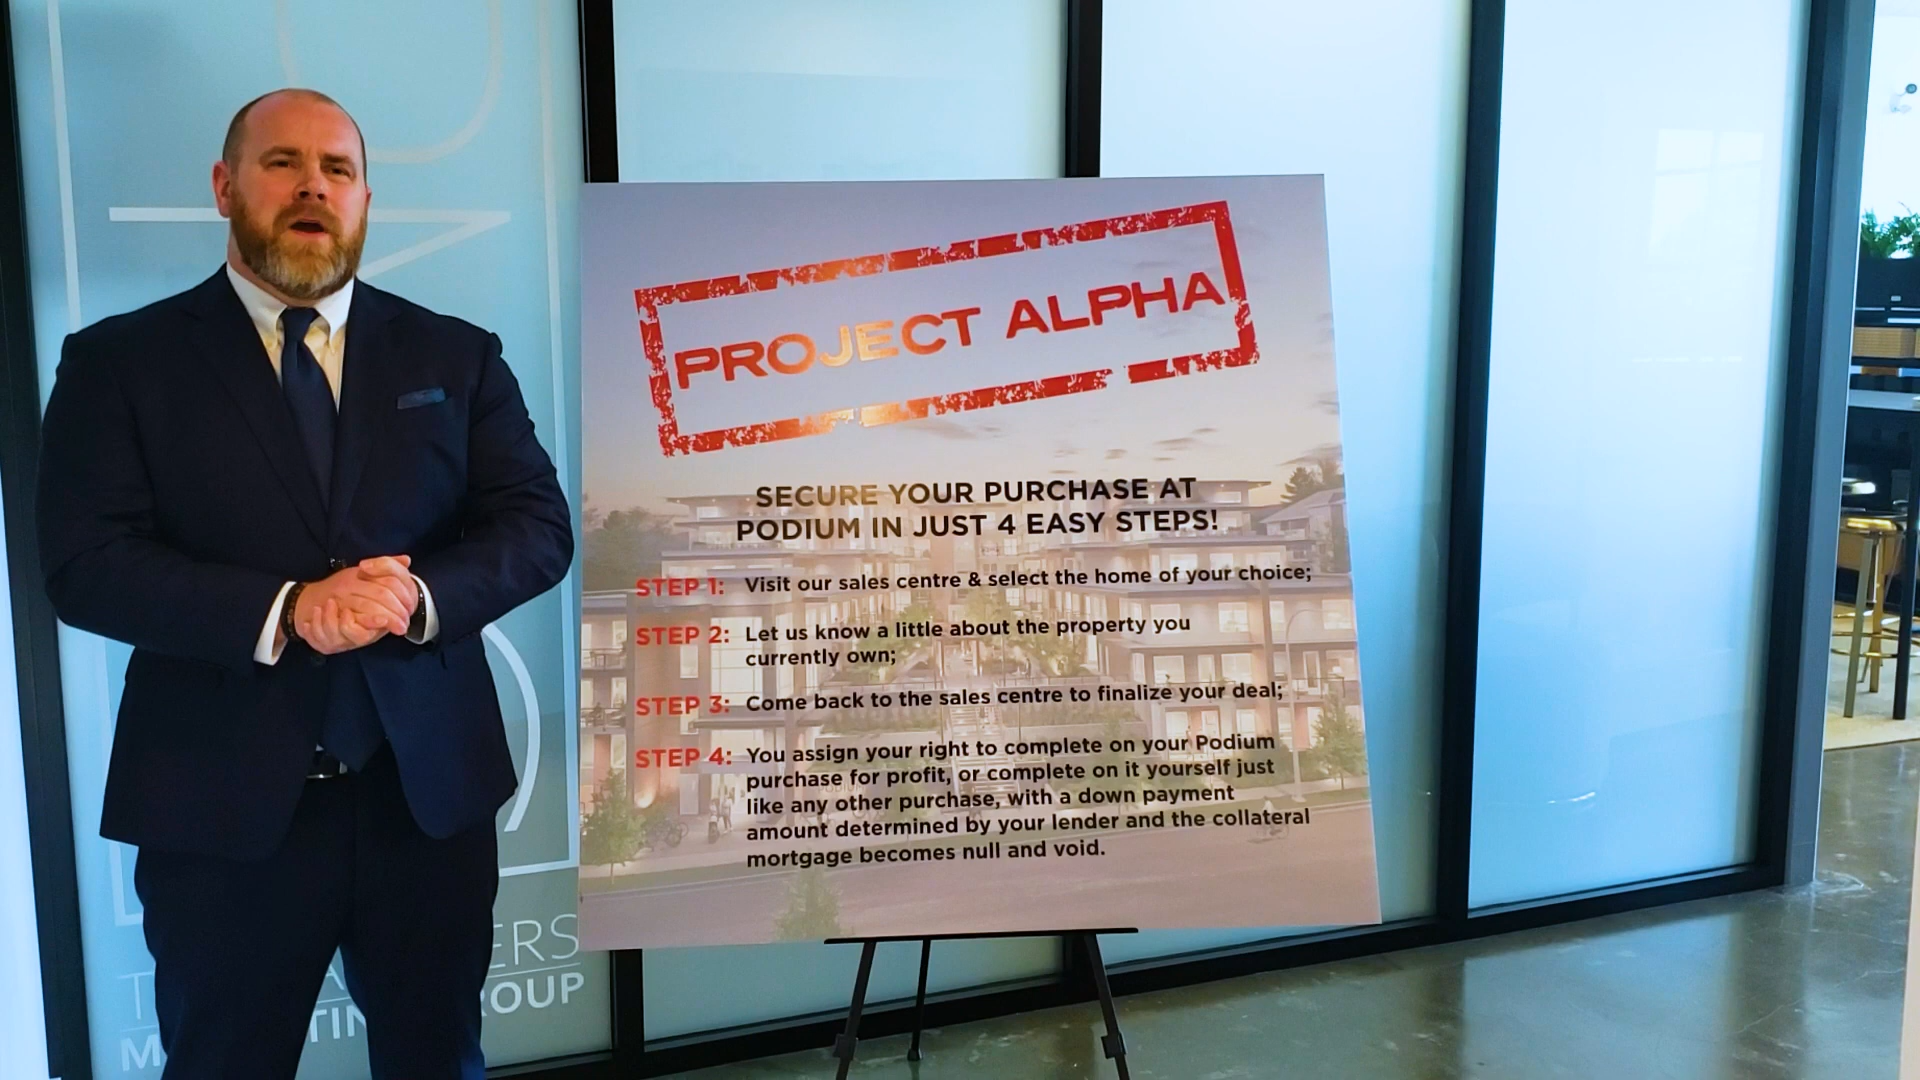 PROJECT ALPHA
SECURE YOUR PURCHASE AT
PODIUM IN JUST 4 EASY STEPS!
STEP 1: Visit our sales centre & select the home of your choice;
STEP 2: Let us know a little about the property you
currently own;
STEP 3: Come back to the sales centre to finalize your deal;
STEP 4: You assign your right to complete on your Podium
purchase for profit, or complete on it yourself just
like any other purchase, with a down payment
amount determined by your lender and the collateral
mortgage becomes null and void.